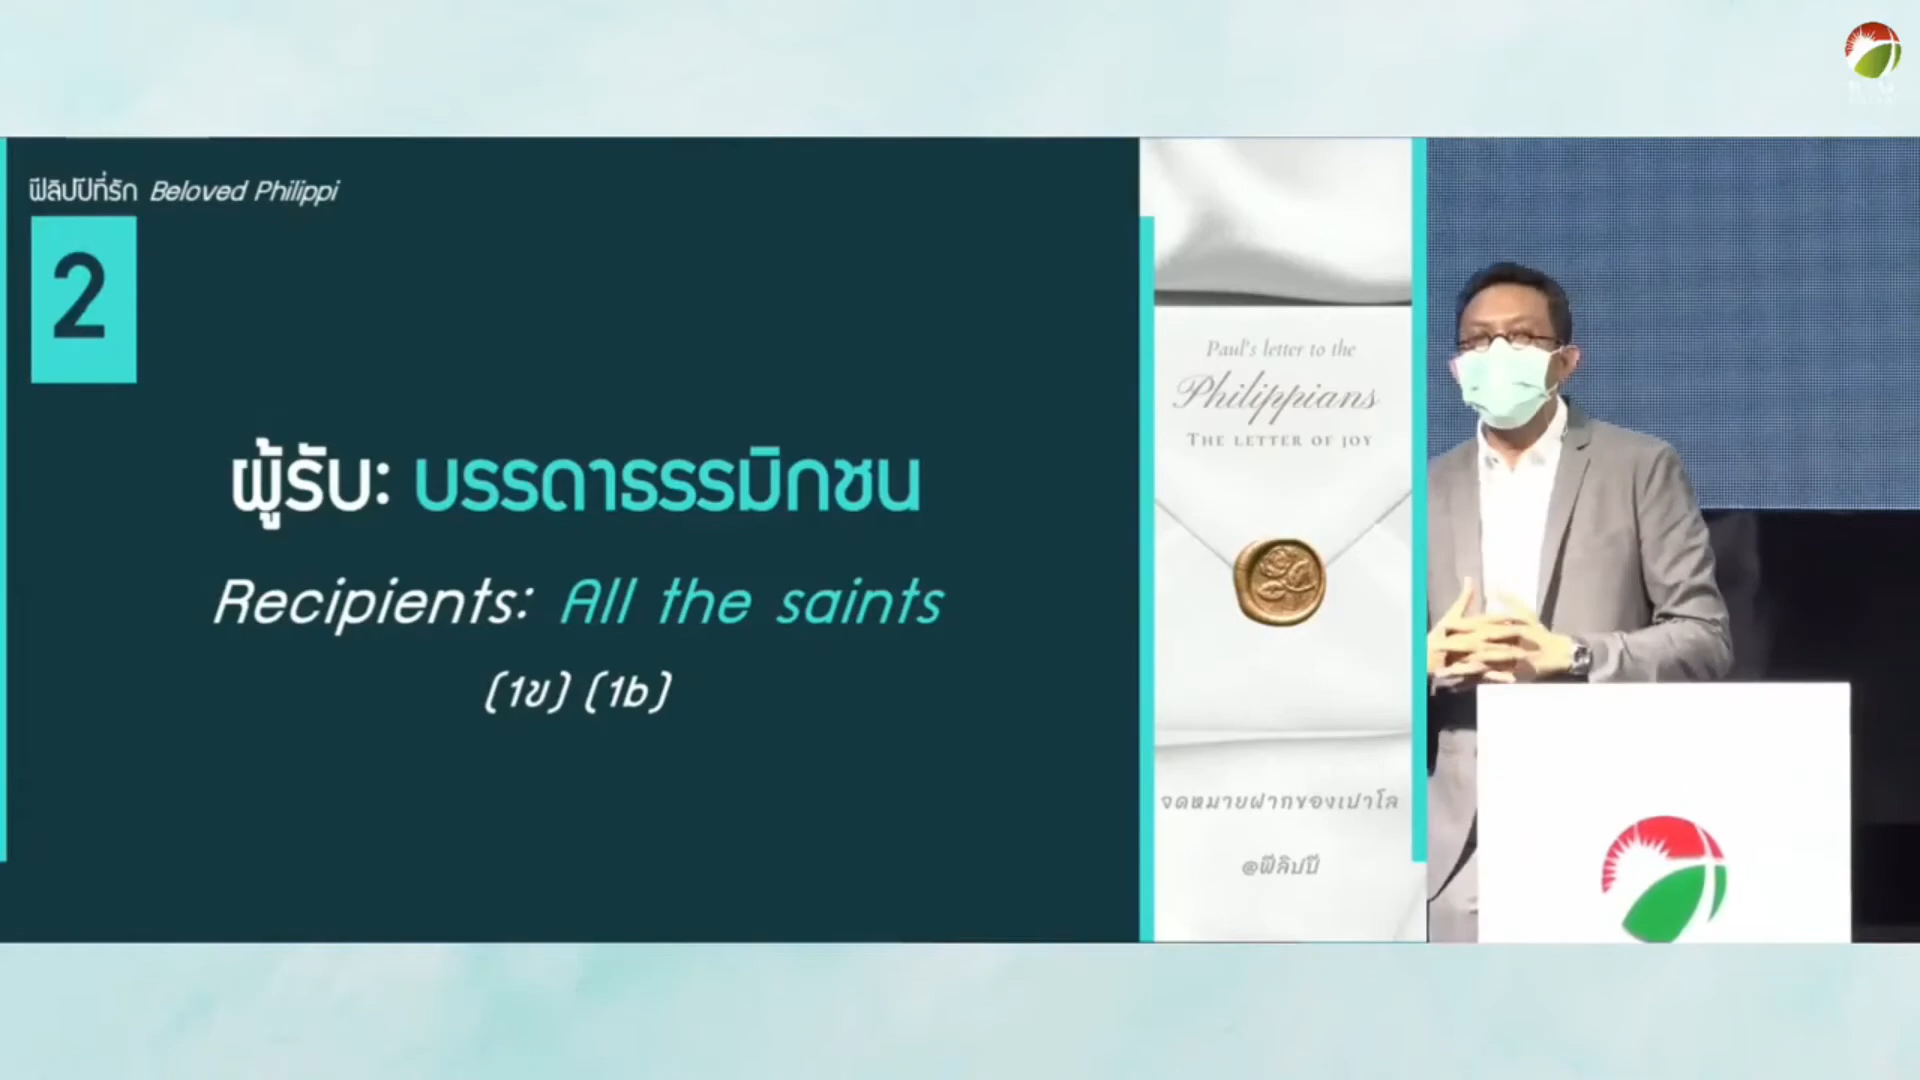 ฟีลิปปีที่รัก Beloved Philippi
2
ผู้รับ: บรรดาธรรมิกชน
Recipients: All the saints
(1ข) (1b)
Paul's letter to the
Philippians
THE LETTER OF JOY
จดหมายฝากของเปาโล
@ฟีลิปปี